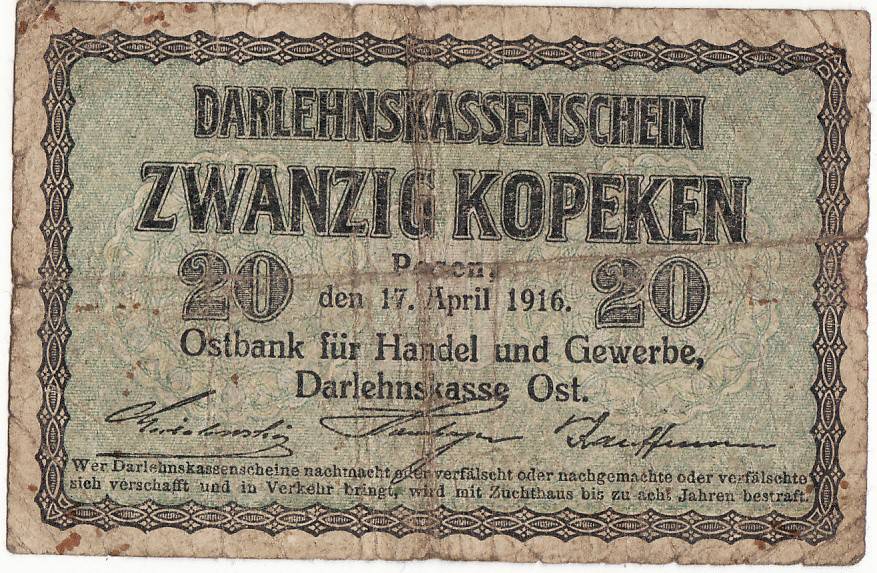 DARLEHNSKASSENSCHEIN
ZWANZIG KOPEKEN
20 Posen, 20
den 17. April 1916.
Ostbank für Handel und Gewerbe,
Darlehnskasse Ost.
Kauffmann
Wer Darlehnskassenscheine nachmacht oder verfälscht oder nachgemachte oder verfälschte
sich verschafft und in Verkehr bringt, wird mit Zuchthaus bis zu acht Jahren bestraft.